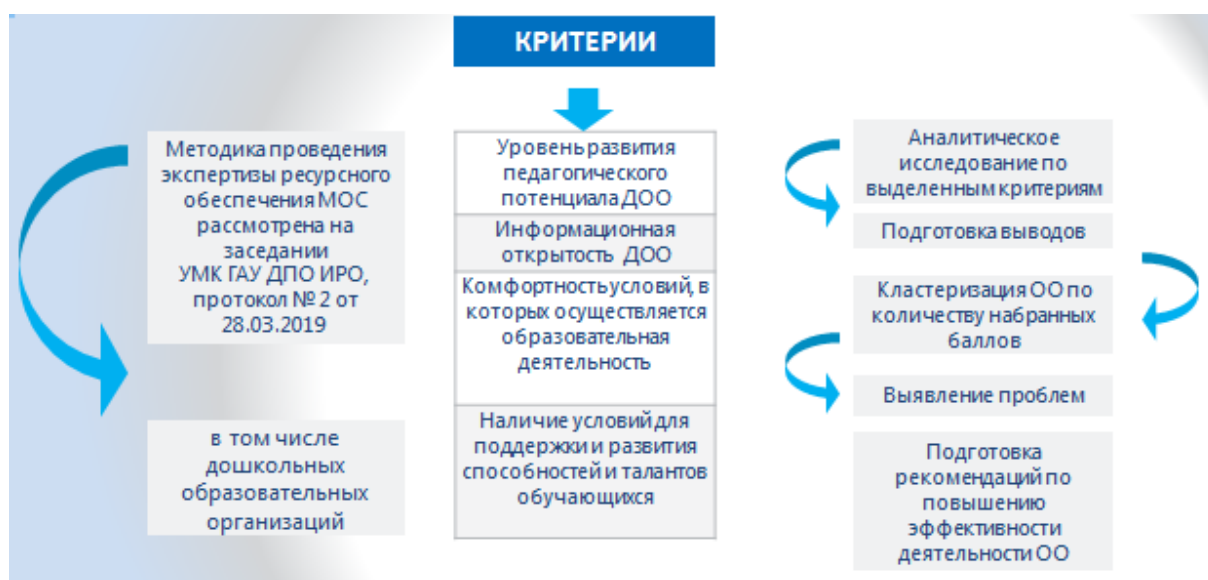 КРИТЕРИИ
Методика проведения
экспертизы ресурсного
обеспечения МОС
рассмотрена на
заседании
УМК ГАУ ДПО ИРО,
протокол № 2 от
28.03.2019
в том числе
дошкольных
образовательных
организаций
Уровень развития
педагогического
потенциала ДОО
Информационная
открытость ДОО
Комфортность условий, в
которых осуществляется
образовательная
деятельность
Наличие условий для
поддержки и развития
способностей и талантов
обучающихся
Аналитическое
исследование по
выделенным критериям
Подготовка выводов
Кластеризация ОО по
количеству набранных
баллов
Выявление проблем
Подготовка
рекомендаций по
повышению
эффективности
деятельности ОО